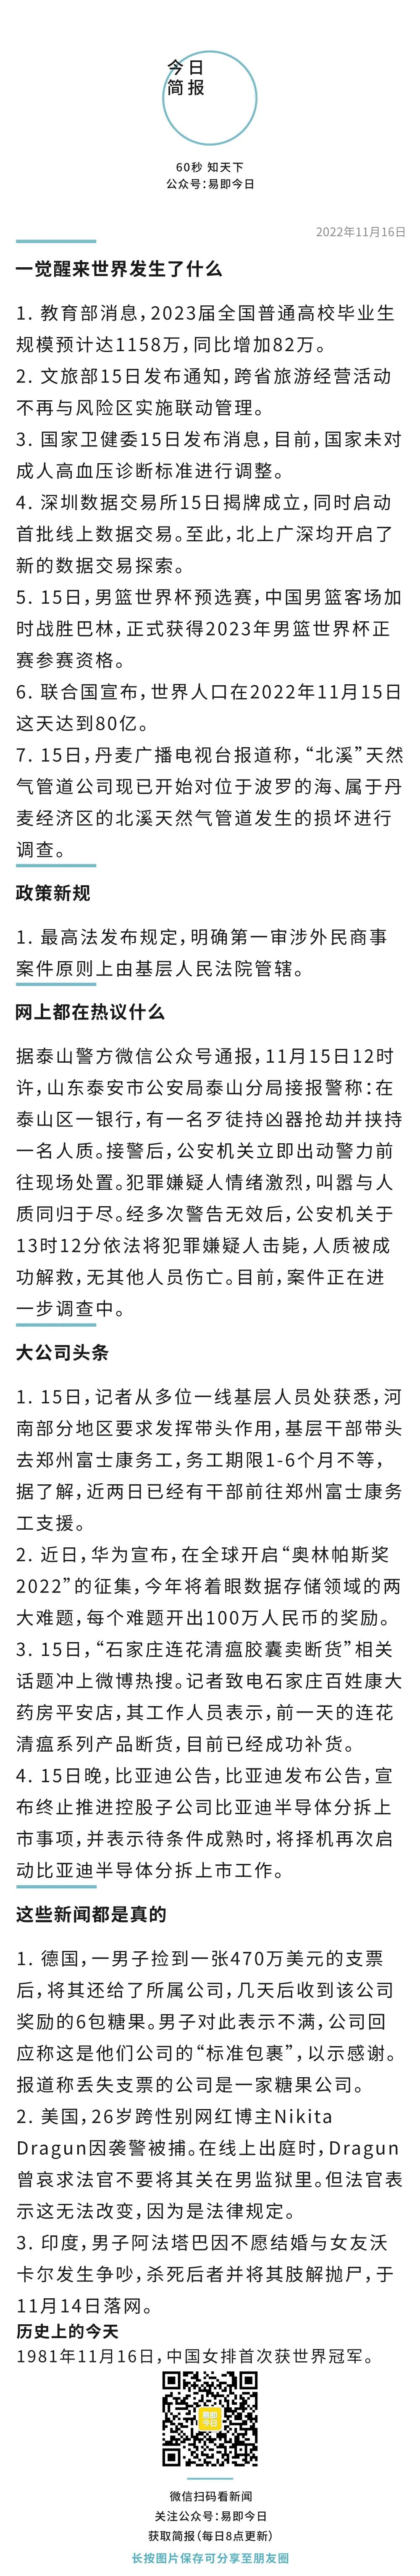 今日
简报
60秒 知天下
公众号：易即今日
2022年11月16日
一觉醒来世界发生了什么
1. 教育部消息，2023届全国普通高校毕业生
规模预计达1158万，同比增加82万。
2. 文旅部15日发布通知，跨省旅游经营活动
不再与风险区实施联动管理。
3. 国家卫健委15日发布消息，目前，国家未对
成人高血压诊断标准进行调整。
4. 深圳数据交易所15日揭牌成立，同时启动
首批线上数据交易。至此，北上广深均开启了
新的数据交易探索。
5. 15日，男篮世界杯预选赛，中国男篮客场加
时战胜巴林，正式获得2023年男篮世界杯正
赛参赛资格。
6. 联合国宣布，世界人口在2022年11月15日
这天达到80亿。
7. 15日，丹麦广播电视台报道称，“北溪”天然
气管道公司现已开始对位于波罗的海、属于丹
麦经济区的北溪天然气管道发生的损坏进行
调查。
政策新规
1. 最高法发布规定，明确第一审涉外民商事
案件原则上由基层人民法院管辖。
网上都在热议什么
据泰山警方微信公众号通报，11月15日12时
许，山东泰安市公安局泰山分局接报警称：在
泰山区一银行，有一名歹徒持凶器抢劫并挟持
一名人质。接警后，公安机关立即出动警力前
往现场处置。犯罪嫌疑人情绪激烈，叫嚣与人
质同归于尽。经多次警告无效后，公安机关于
13时12分依法将犯罪嫌疑人击毙，人质被成
功解救，无其他人员伤亡。目前，案件正在进
一步调查中。
大公司头条
1. 15日，记者从多位一线基层人员处获悉，河
南部分地区要求发挥带头作用，基层干部带头
去郑州富士康务工，务工期限1-6个月不等，
据了解，近两日已经有干部前往郑州富士康务
工支援。
2. 近日，华为宣布，在全球开启“奥林帕斯奖
2022”的征集，今年将着眼数据存储领域的两
大难题，每个难题开出100万人民币的奖励。
3. 15日，“石家庄连花清瘟胶囊卖断货”相关
话题冲上微博热搜。记者致电石家庄百姓康大
药房平安店，其工作人员表示，前一天的连花
清瘟系列产品断货，目前已经成功补货。
4. 15日晚，比亚迪公告，比亚迪发布公告，宣
布终止推进控股子公司比亚迪半导体分拆上
市事项，并表示待条件成熟时，将择机再次启
动比亚迪半导体分拆上市工作。
这些新闻都是真的
1. 德国，一男子捡到一张470万美元的支票
后，将其还给了所属公司，几天后收到该公司
奖励的6包糖果。男子对此表示不满，公司回
应称这是他们公司的“标准包裹”，以示感谢。
报道称丢失支票的公司是一家糖果公司。
2. 美国，26岁跨性别网红博主Nikita
Dragun因袭警被捕。在线上出庭时，Dragun
曾哀求法官不要将其关在男监狱里。但法官表
示这无法改变，因为是法律规定。
3. 印度，男子阿法塔巴因不愿结婚与女友沃
卡尔发生争吵，杀死后者并将其肢解抛尸，于
11月14日落网。
历史上的今天
1981年11月16日，中国女排首次获世界冠军。
易即
今日
微信扫码看新闻
关注公众号：易即今日
获取简报（每日8点更新）
长按图片保存可分享至朋友圈